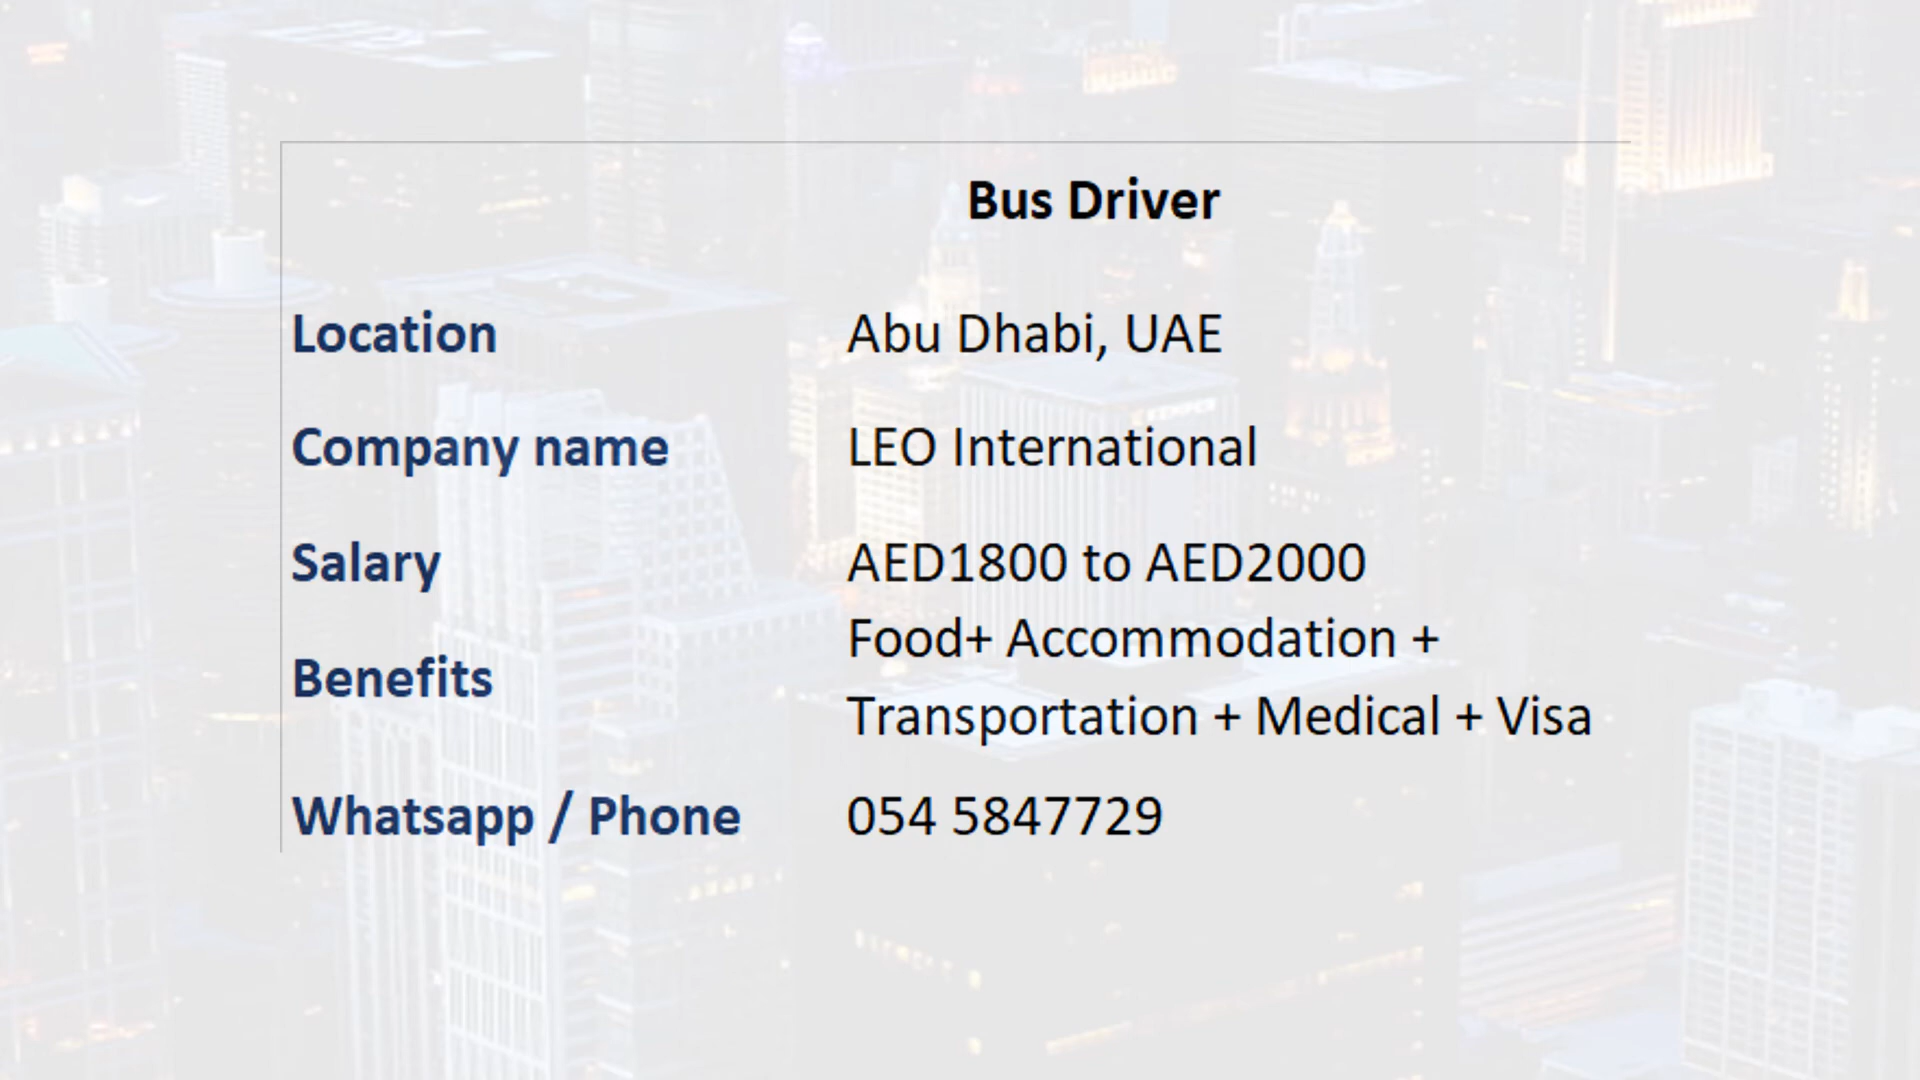 Bus Driver
Location Abu Dhabi, UAE
Company name LEO International
Salary AED1800 to AED2000
Benefits Food+ Accommodation +
Transportation + Medical + Visa
Whatsapp / Phone 054 5847729